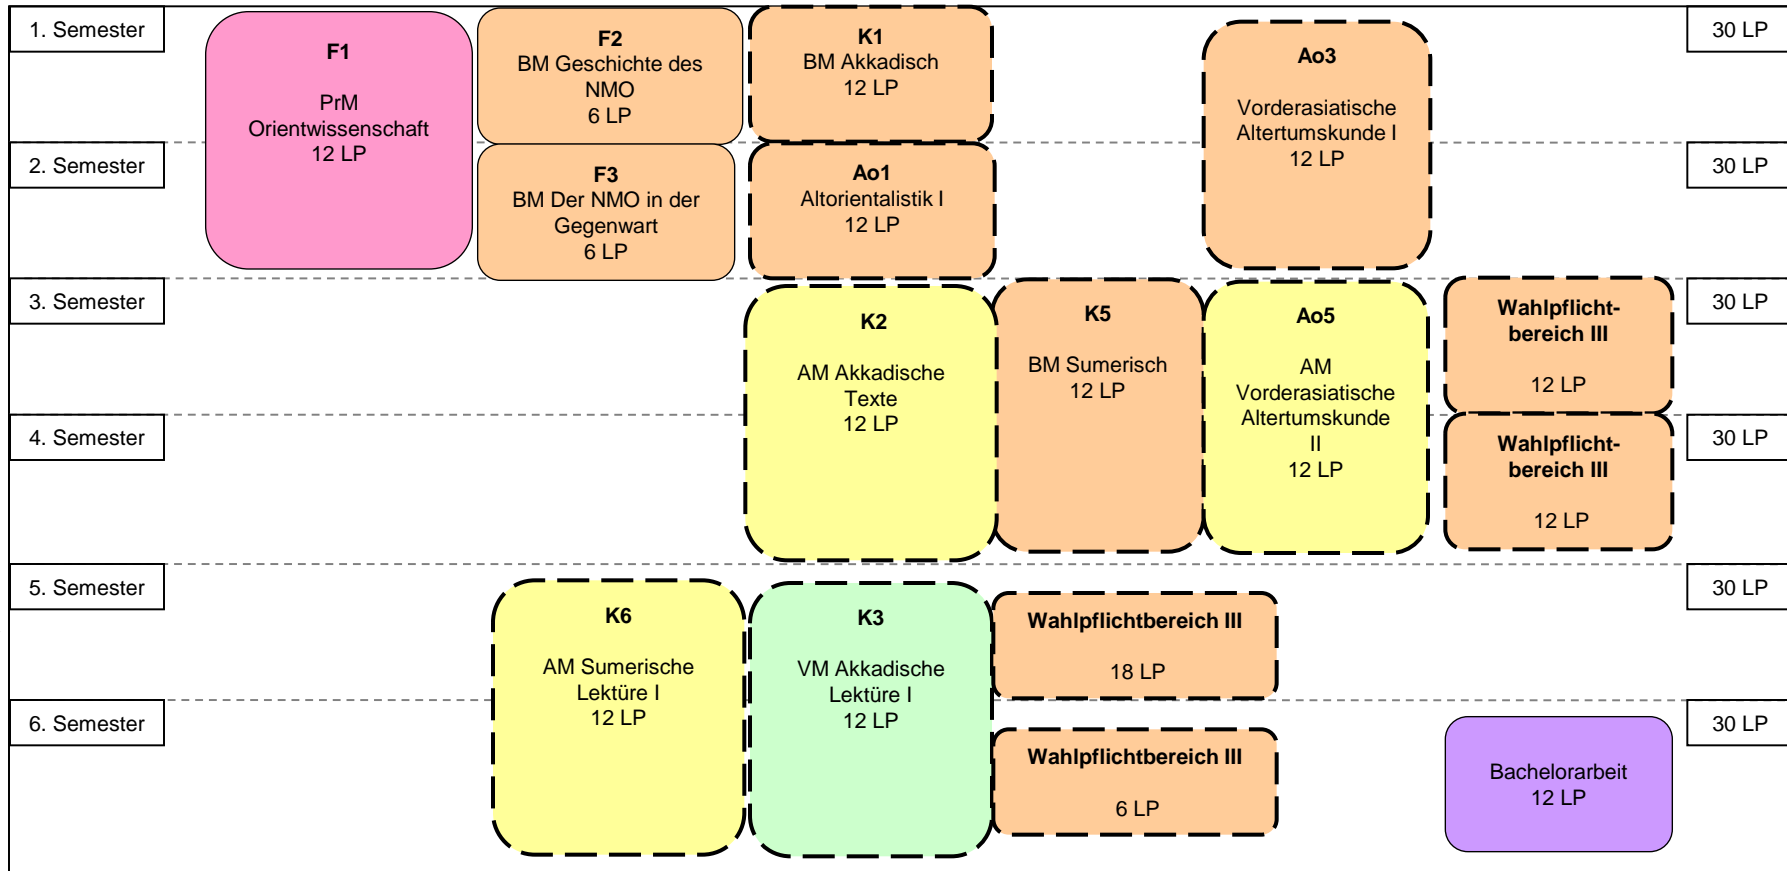 1. Semester
F1
PrM
Orientwissenschaft
12 LP
F2
BM Geschichte des
NMO
6 LP
K1
BM Akkadisch
12 LP
Ao3
Vorderasiatische
Altertumskunde I
12 LP
30 LP
2. Semester
F3
BM Der NMO in der
Gegenwart
6 LP
Ao1
Altorientalistik I
12 LP
30 LP
3. Semester
K2
AM Akkadische
Texte
12 LP
K5
BM Sumerisch
12 LP
Ao5
AM
Vorderasiatische
Altertumskunde
II
12 LP
Wahlpflicht-
bereich III
12 LP
30 LP
4. Semester
Wahlpflicht-
bereich III
12 LP
30 LP
5. Semester
K6
AM Sumerische
Lektüre I
12 LP
K3
VM Akkadische
Lektüre I
12 LP
Wahlpflichtbereich III
18 LP
30 LP
6. Semester
Wahlpflichtbereich III
6 LP
Bachelorarbeit
12 LP
30 LP